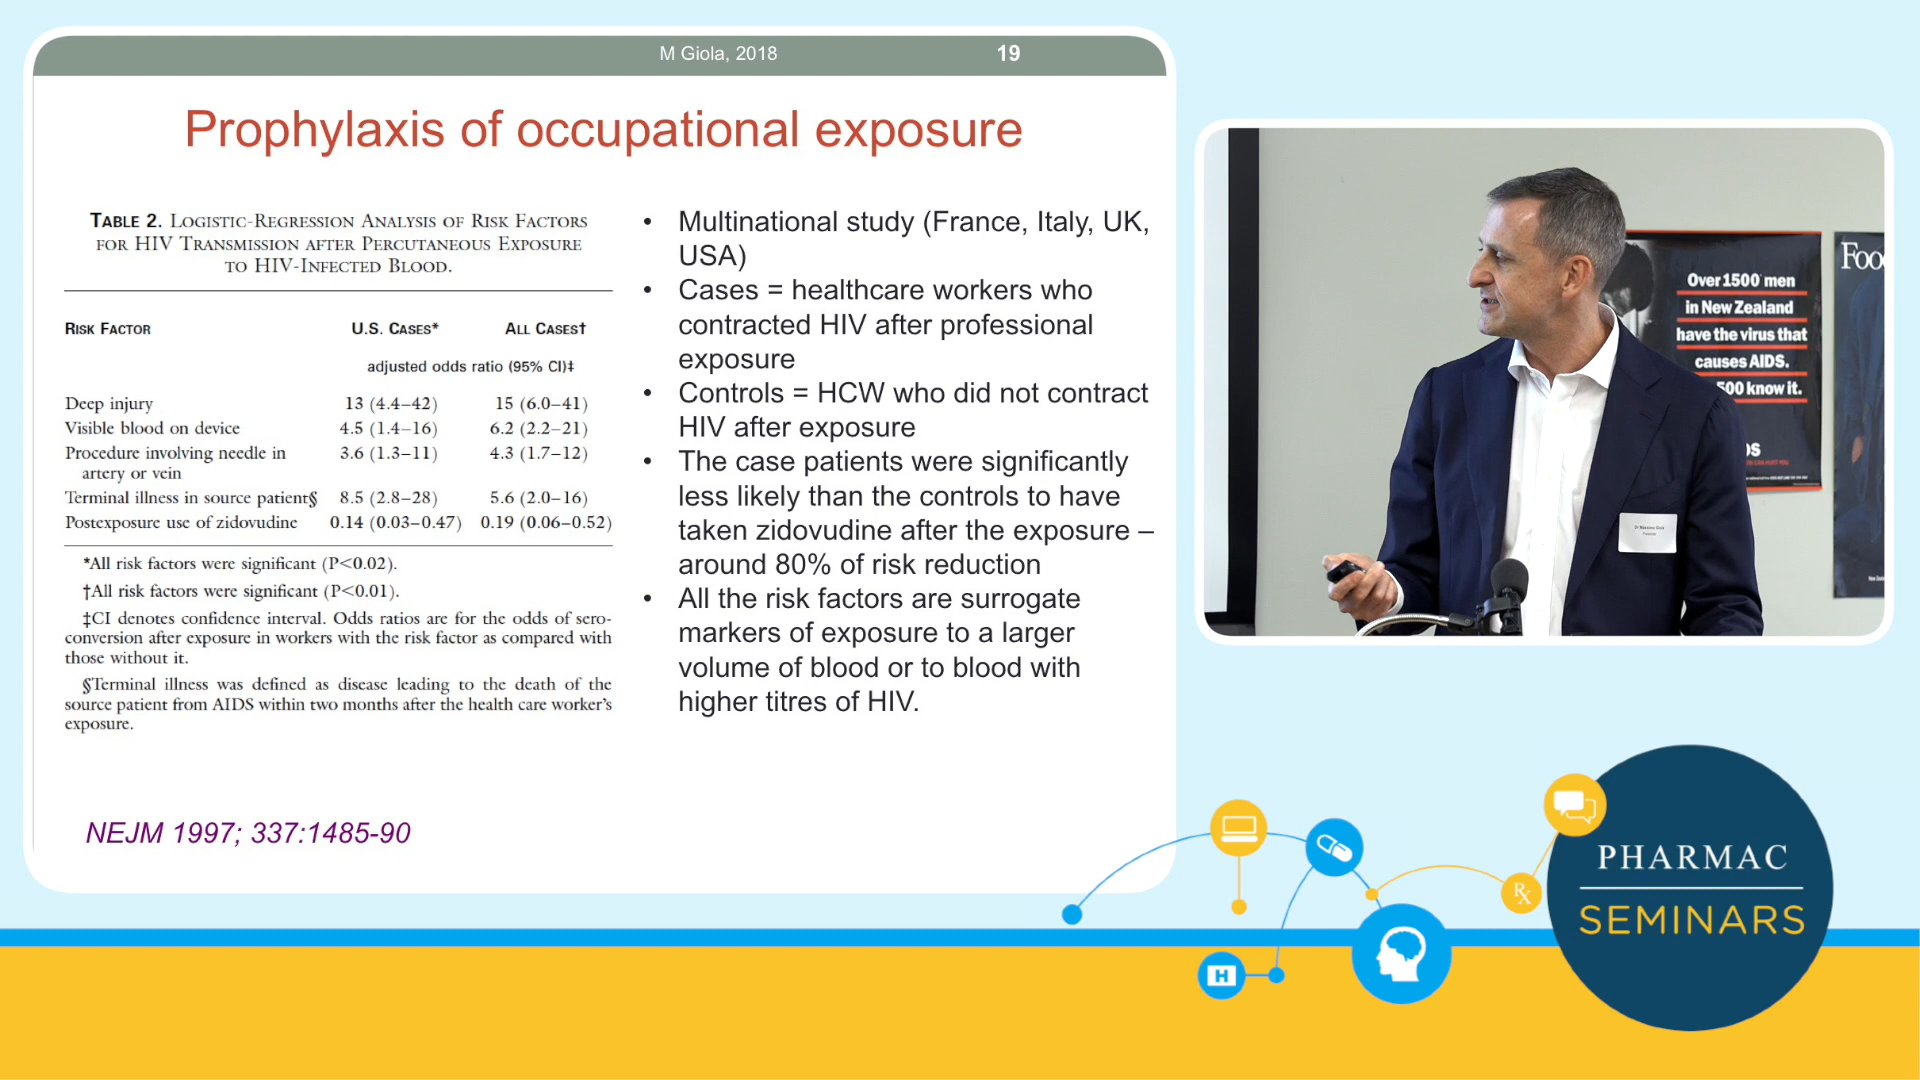 M Giola, 2018
19
Prophylaxis of occupational exposure
TABLE 2. LOGISTIC-REGRESSION ANALYSIS OF RISK FACTORS
FOR HIV TRANSMISSION AFTER PERCUTANEOUS EXPOSURE
TO HIV-INFECTED BLOOD.
RISK FACTOR U.S. CASES* ALL CASES†
adjusted odds ratio (95% CI)‡
Deep injury 13 (4.4–42) 15 (6.0–41)
Visible blood on device 4.5 (1.4–16) 6.2 (2.2–21)
Procedure involving needle in 3.6 (1.3–11) 4.3 (1.7–12)
artery or vein
Terminal illness in source patient§ 8.5 (2.8–28) 5.6 (2.0–16)
Postexposure use of zidovudine 0.14 (0.03–0.47) 0.19 (0.06–0.52)
*All risk factors were significant (P<0.02).
†All risk factors were significant (P<0.01).
‡CI denotes confidence interval. Odds ratios are for the odds of sero-
conversion after exposure in workers with the risk factor as compared with
those without it.
§Terminal illness was defined as disease leading to the death of the
source patient from AIDS within two months after the health care worker's
exposure.
NEJM 1997; 337:1485-90
• Multinational study (France, Italy, UK,
USA)
• Cases = healthcare workers who
contracted HIV after professional
exposure
• Controls = HCW who did not contract
HIV after exposure
• The case patients were significantly
less likely than the controls to have
taken zidovudine after the exposure –
around 80% of risk reduction
• All the risk factors are surrogate
markers of exposure to a larger
volume of blood or to blood with
higher titres of HIV.
Over 1500 men
in New Zealand
have the virus that
causes AIDS.
500 know it.
Foo
PHARMAC
SEMINARS
Rx
H